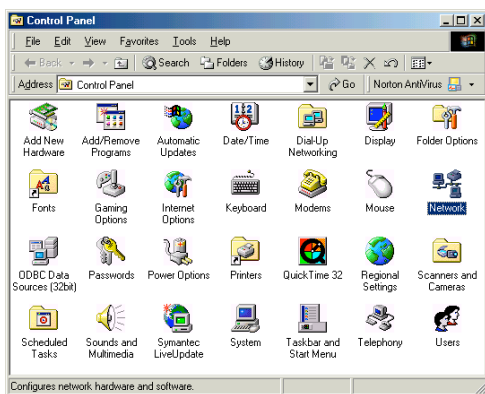 Control Panel
File Edit View Favorites Tools Help
Back Search Folders History
Address Control Panel Go Norton AntiVirus
Add New Hardware
Add/Remove Programs
Automatic Updates
Date/Time
Dial-Up Networking
Display
Folder Options
Fonts
Gaming Options
Internet Options
Keyboard
Modems
Mouse
Network
ODBC Data Sources (32bit)
Passwords
Power Options
Printers
QuickTime 32
Regional Settings
Scanners and Cameras
Scheduled Tasks
Sounds and Multimedia
Symantec LiveUpdate
System
Taskbar and Start Menu
Telephony
Users
Configures network hardware and software.